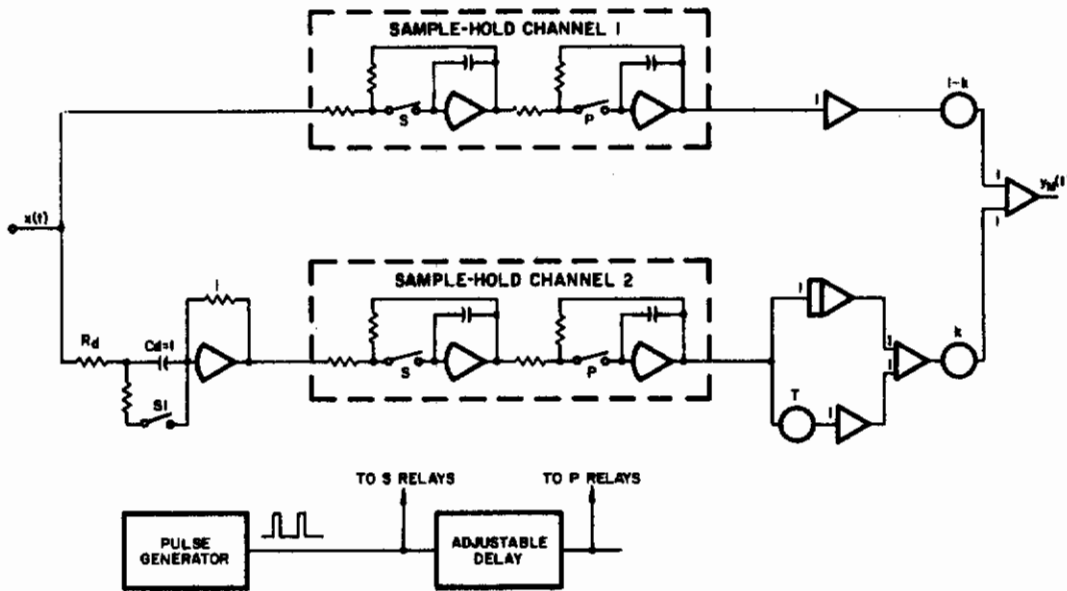 SAMPLE-HOLD CHANNEL 1
S
P
1
1-k
1
1
yM(t)
x(t)
SAMPLE-HOLD CHANNEL 2
1
Rd
Cd=1
S1
S
P
1
1
1
k
T
1
TO S RELAYS
TO P RELAYS
PULSE
GENERATOR
ADJUSTABLE
DELAY